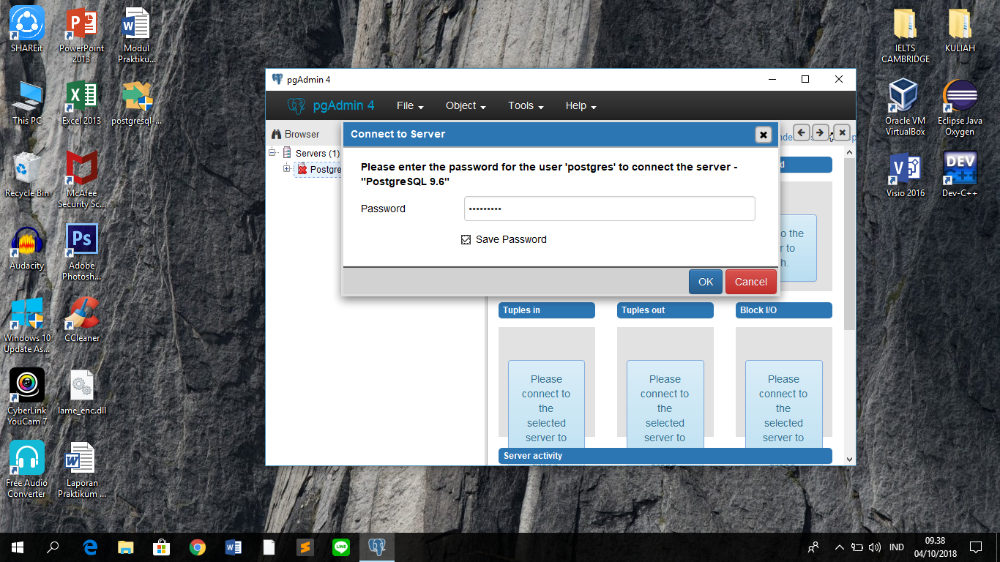 SHAREit
PowerPoint
2013
Modul
Praktiku...
This PC
Excel 2013
postgresql-...
Recycle Bin
McAfee
Security Sc...
Audacity
Adobe
Photosh...
Windows 10
Update As...
CCleaner
CyberLink
YouCam 7
lame_enc.dll
Free Audio
Converter
Laporan
Praktikum ...
pgAdmin 4
pgAdmin 4
File
Object
Tools
Help
Browser
Servers (1)
Postgre
Connect to Server
Please enter the password for the user 'postgres' to connect the server -
"PostgreSQL 9.6"
Password
•••••••••
Save Password
OK
Cancel
o the
r to
h.
Tuples in
Tuples out
Block I/O
Please
connect to
the
selected
server to
Please
connect to
the
selected
server to
Please
connect to
the
selected
server to
Server activity
IELTS
CAMBRIDGE
KULIAH
Oracle VM
VirtualBox
Eclipse Java
Oxygen
Visio 2016
Dev-C++
IND
09.38
04/10/2018